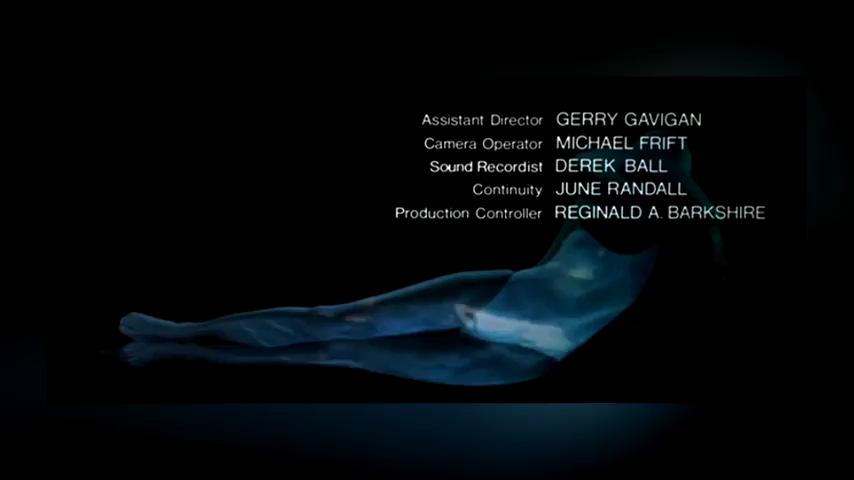 Assistant Director GERRY GAVIGAN
Camera Operator MICHAEL FRIFT
Sound Recordist DEREK BALL
Continuity JUNE RANDALL
Production Controller REGINALD A. BARKSHIRE